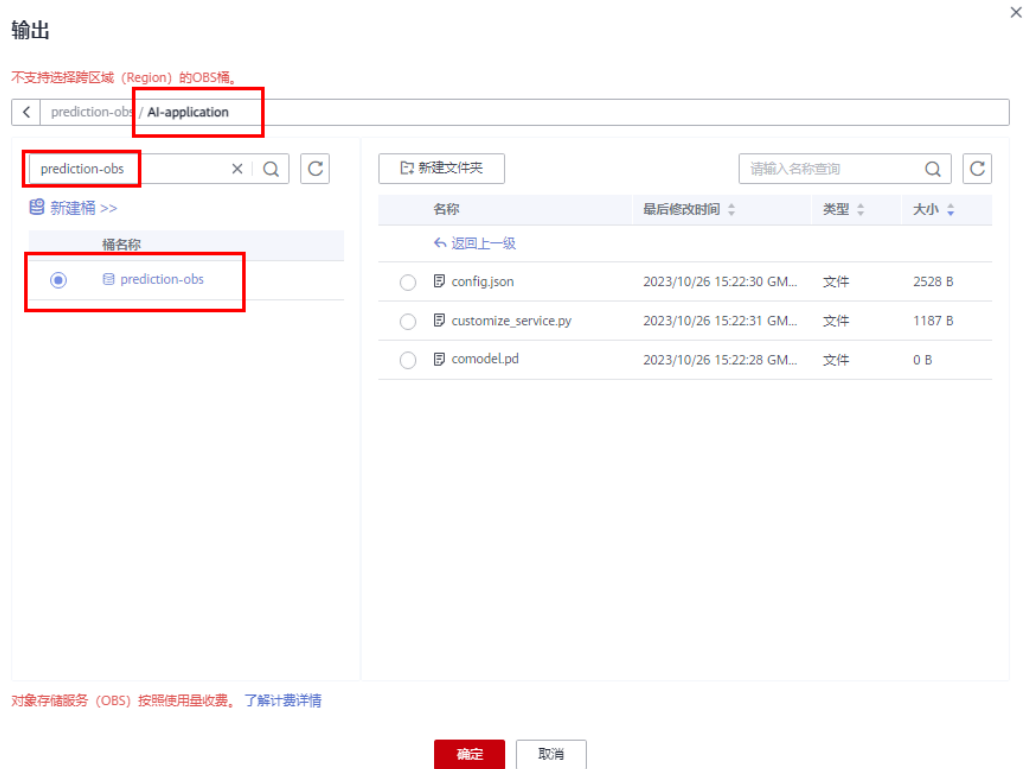 输出
不支持选择跨区域（Region）的OBS桶。
prediction-obs / AI-application
prediction-obs
新建桶 >>
桶名称
prediction-obs
新建文件夹
请输入名称查询
名称 最后修改时间 类型 大小
返回上一级
config.json 2023/10/26 15:22:30 GM... 文件 2528 B
customize_service.py 2023/10/26 15:22:31 GM... 文件 1187 B
comodel.pd 2023/10/26 15:22:28 GM... 文件 0 B
对象存储服务（OBS）按照使用量收费。 了解计费详情
确定 取消